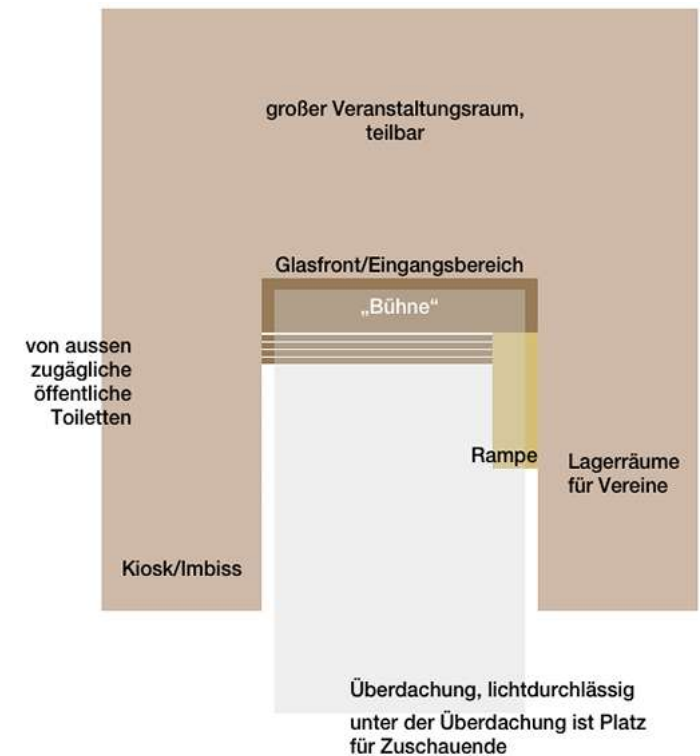 großer Veranstaltungsraum,
teilbar
Glasfront/Eingangsbereich
„Bühne“
von aussen
zugägliche
öffentliche
Toiletten
Rampe
Lagerräume
für Vereine
Kiosk/Imbiss
Überdachung, lichtdurchlässig
unter der Überdachung ist Platz
für Zuschauende